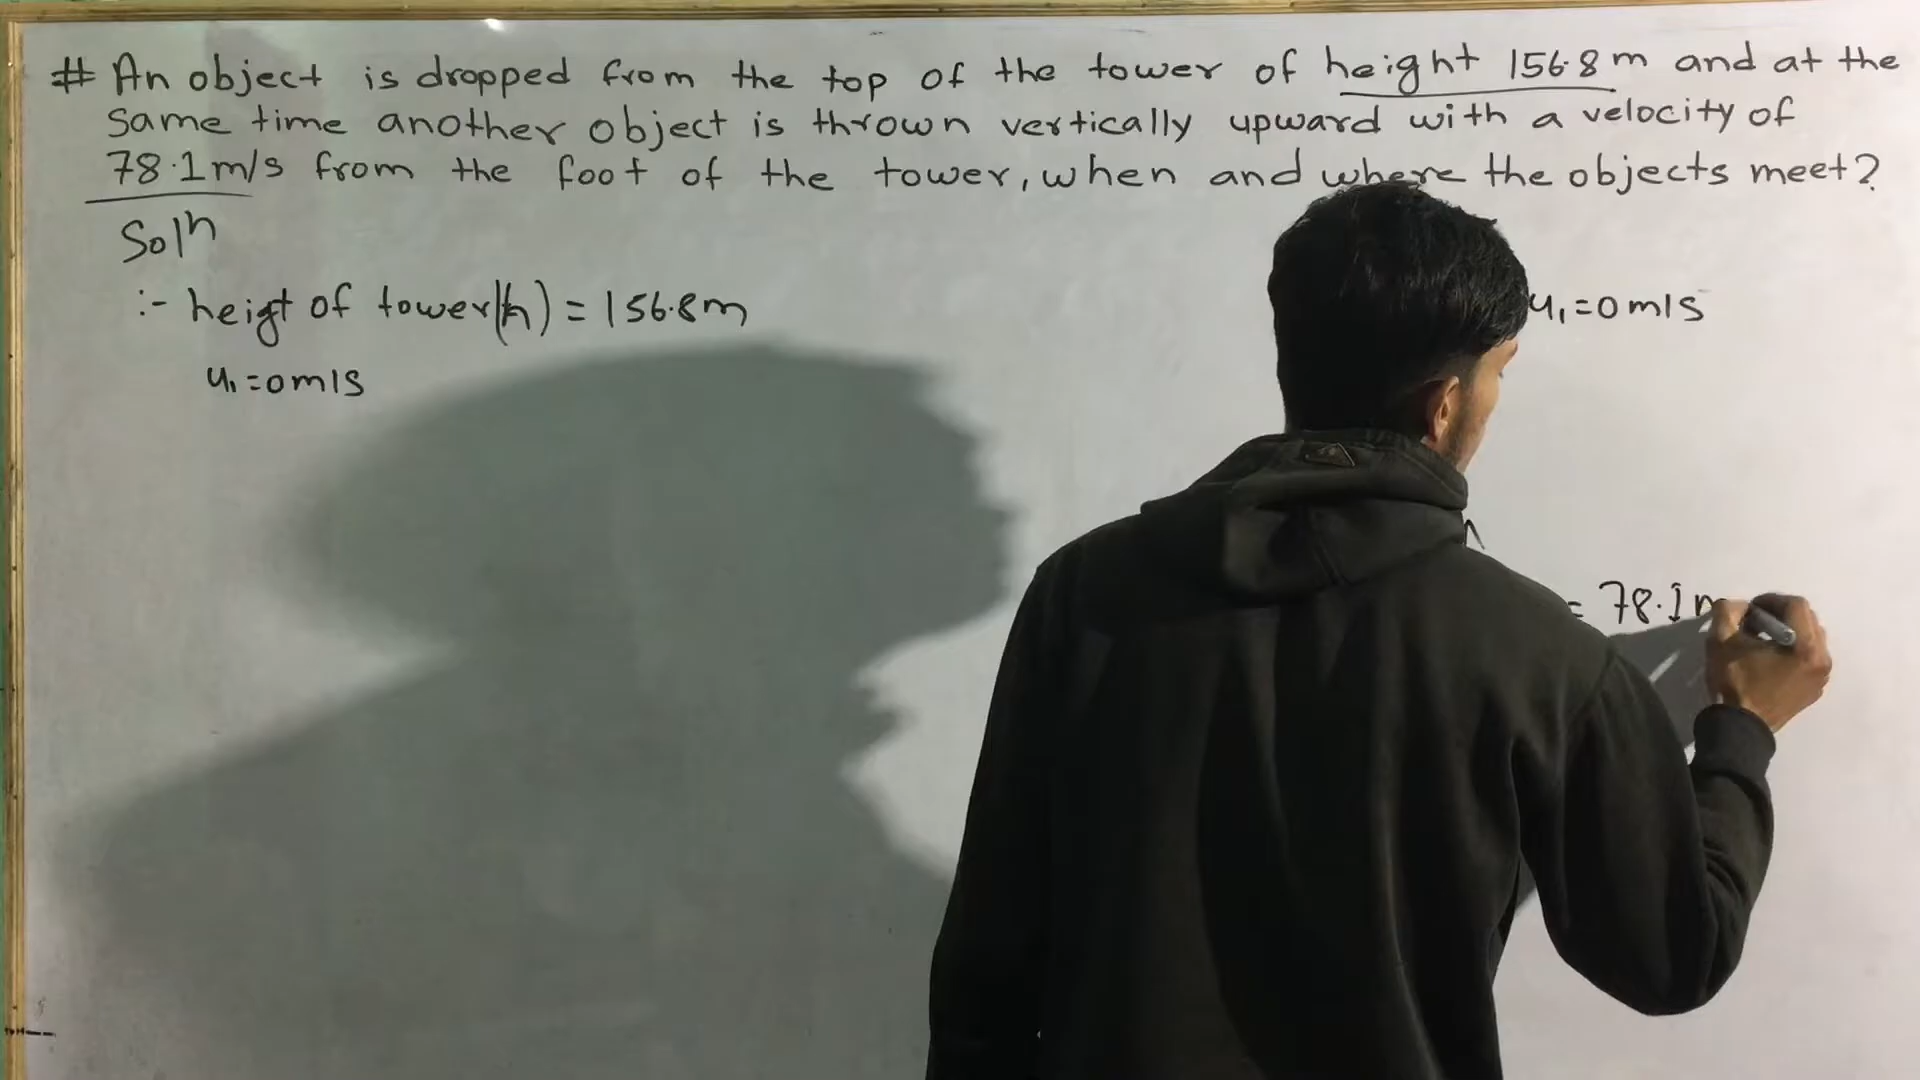 # An object is dropped from the top of the tower of height 156.8 m and at the
same time another object is thrown vertically upward with a velocity of
78.1 m/s from the foot of the tower, when and where the objects meet?
Soln
:- heigt of tower(h) = 156.8m
u₁ = 0 m/s
u₁ = 0 m/s
= 78.1 m